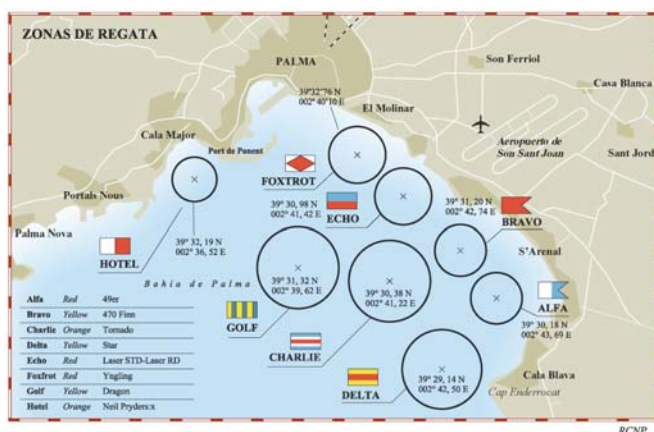 ZONAS DE REGATA
PALMA
Son Ferriol
Casa Blanca
39°32'76 N
002° 40'10 E
El Molinar
Cala Major
Port de Ponent
Aeropuerto de
Son Sant Joan
Sant Jord
FOXTROT
Portals Nous
39° 30, 98 N
002° 41, 42 E
ECHO
39° 31, 20 N
002° 42, 74 E
BRAVO
Palma Nova
39° 32, 19 N
002° 36, 52 E
HOTEL
S'Arenal
Bahia de Palma
39° 31, 32 N
002° 39, 62 E
39° 30, 38 N
002° 41, 22 E
ALFA
39° 30, 18 N
002° 43, 69 E
GOLF
CHARLIE
Alfa Red 49er
Bravo Yellow 470 Finn
Charlie Orange Tornado
Delta Yellow Star
Echo Red Laser STD-Laser RD
Foxfrot Red Yngling
Golf Yellow Dragon
Hotel Orange Neil Prydencx
39° 29, 14 N
002° 42, 50 E
DELTA
Cala Blava
Cap Enderrocat
RCNP